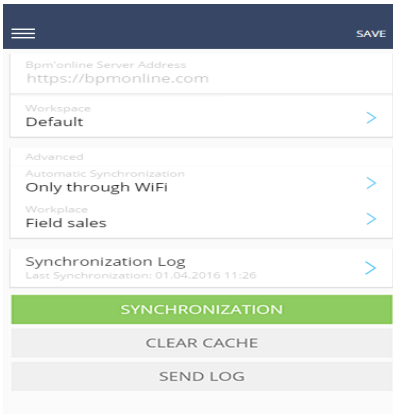 SAVE
Bpm'online Server Address
https://bpmonline.com
Workspace
Default
Advanced
Automatic Synchronization
Only through WiFi
Workplace
Field sales
Synchronization Log
Last Synchronization: 01.04.2016 11:26
SYNCHRONIZATION
CLEAR CACHE
SEND LOG